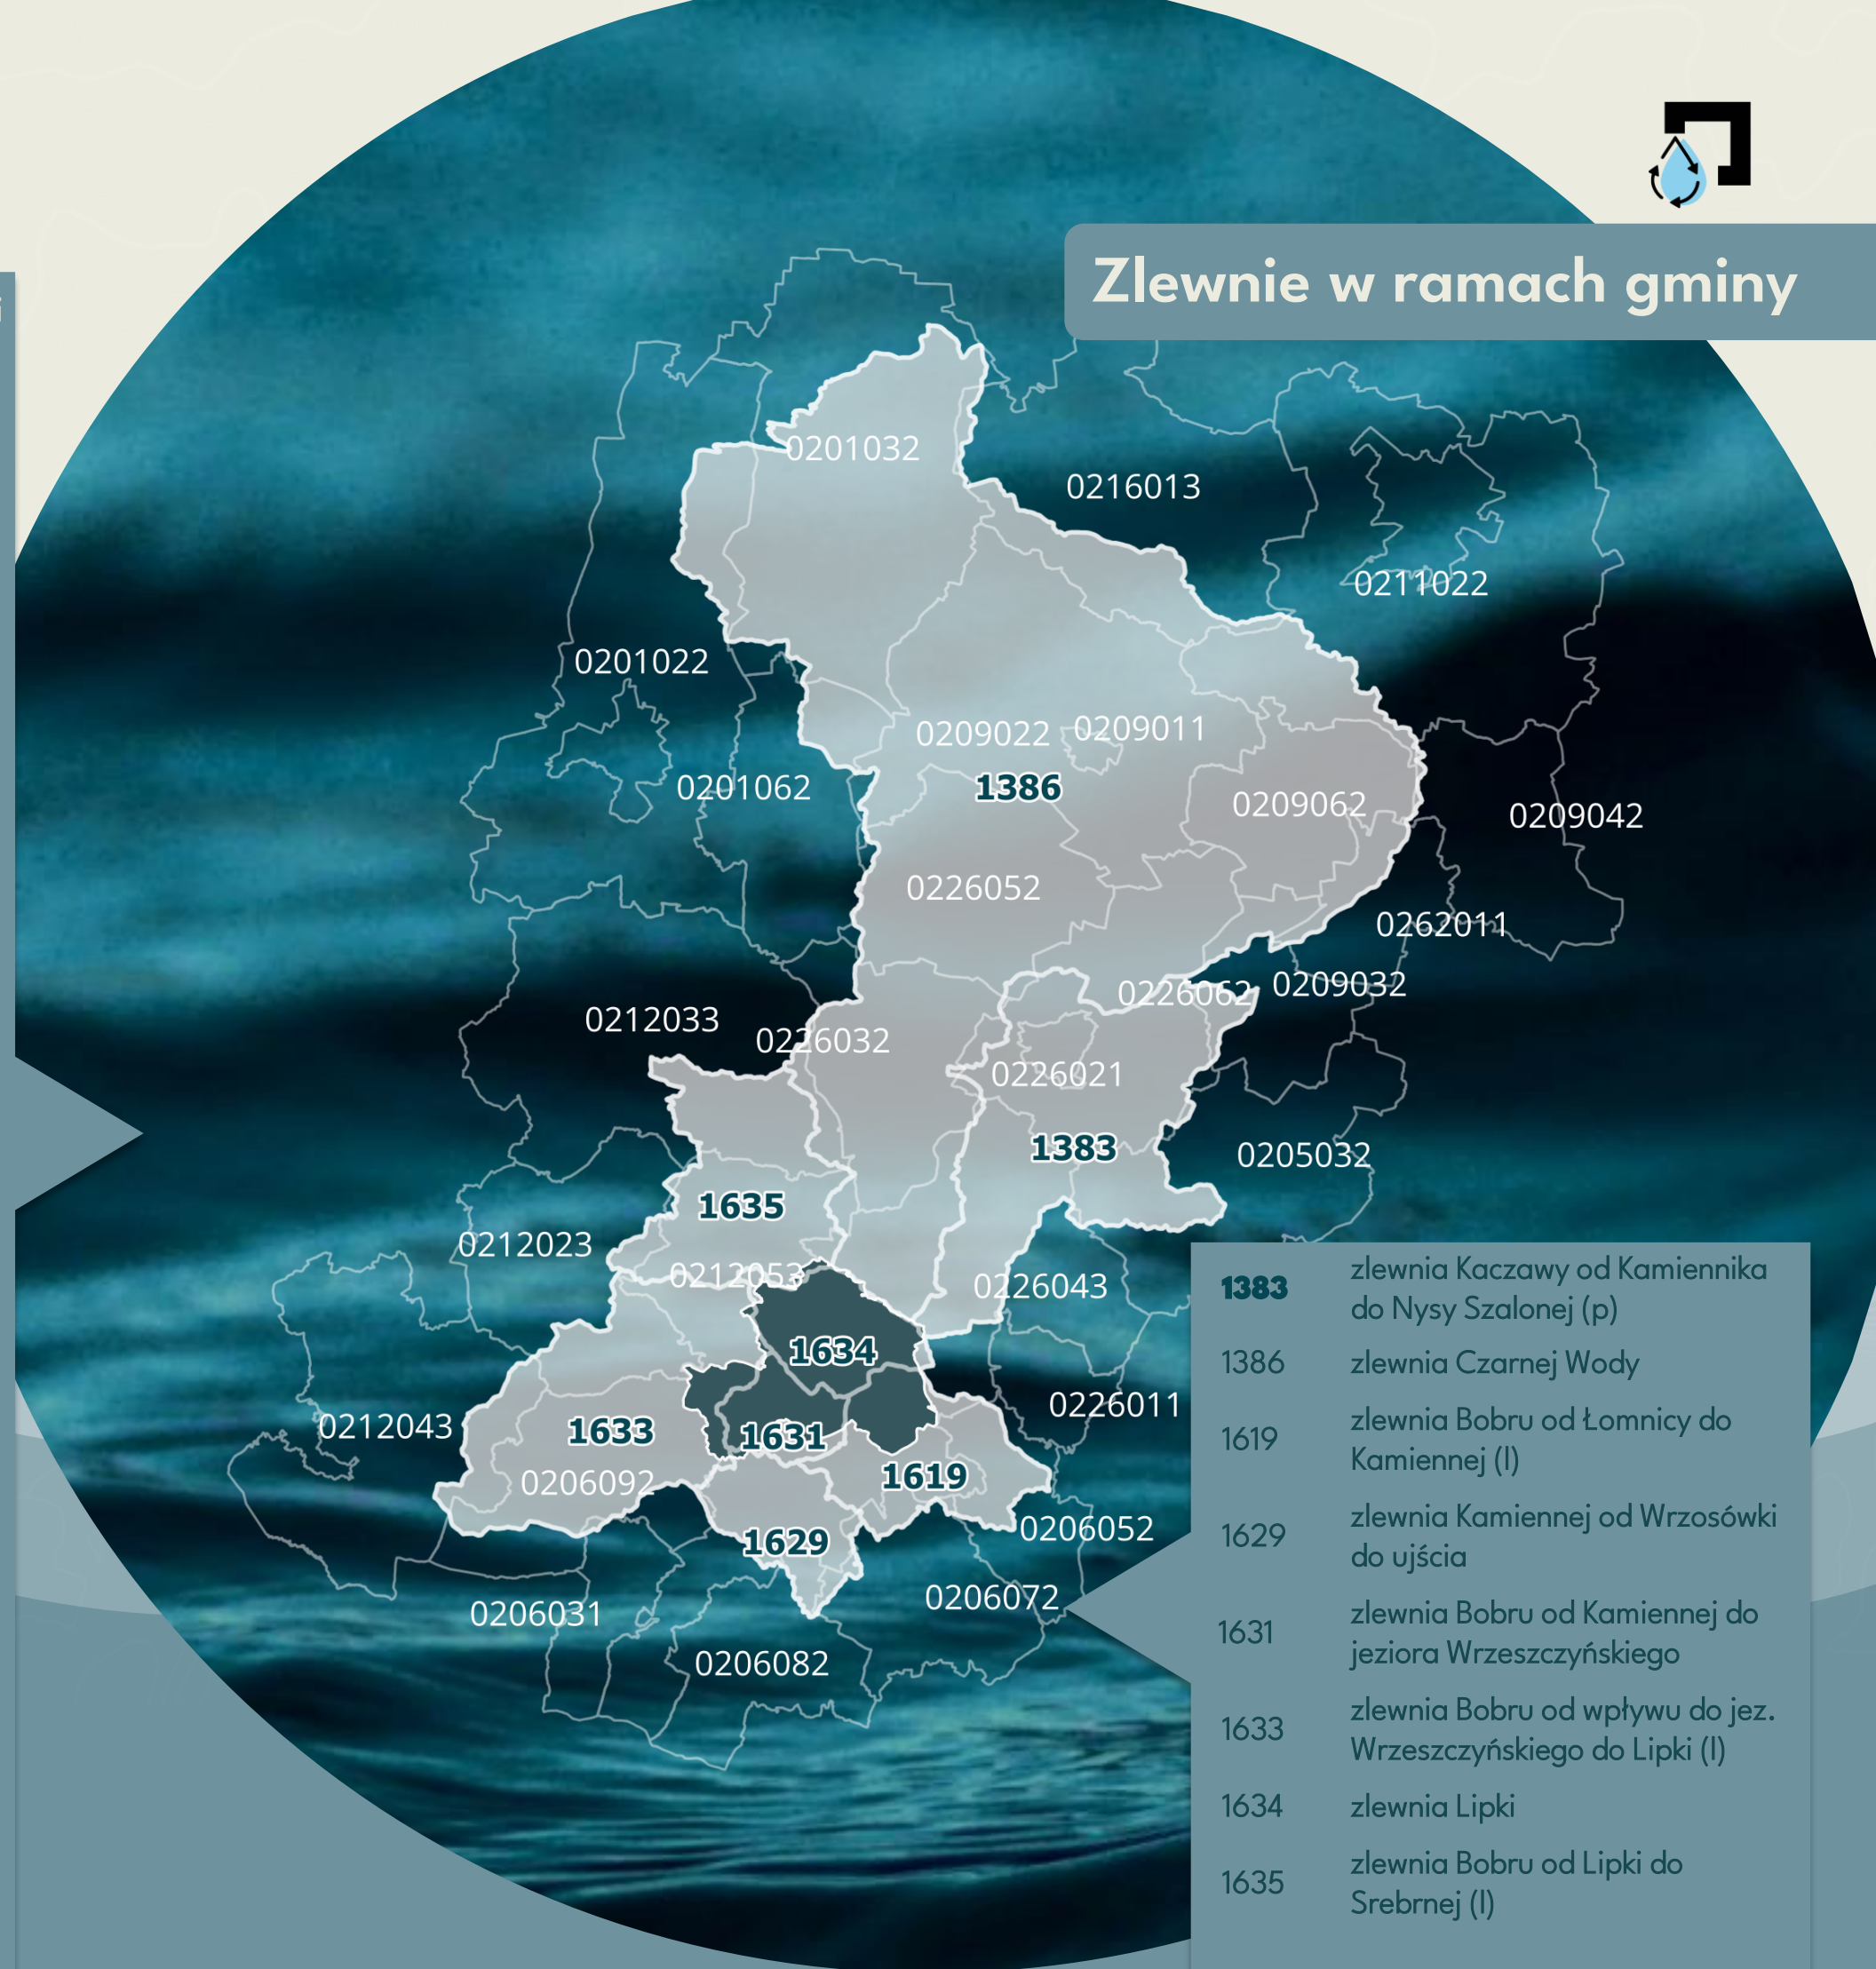 Zlewnie w ramach gminy
0201032
0216013
0211022
0201022
0209022
0209011
0201062
1386
0209062
0209042
0226052
0262011
0226062
0209032
0212033
0226032
0226021
1383
0205032
1635
0212023
0212053
0226043
1634
0226011
0212043
1633
1631
0206092
1619
0206052
1629
0206072
0206031
0206082
1383 zlewnia Kaczawy od Kamiennika
do Nysy Szalonej (p)
1386 zlewnia Czarnej Wody
1619 zlewnia Bobru od Łomnicy do
Kamiennej (l)
1629 zlewnia Kamiennej od Wrzosówki
do ujścia
1631 zlewnia Bobru od Kamiennej do
jeziora Wrzeszczyńskiego
1633 zlewnia Bobru od wpływu do jez.
Wrzeszczyńskiego do Lipki (l)
1634 zlewnia Lipki
1635 zlewnia Bobru od Lipki do
Srebrnej (l)